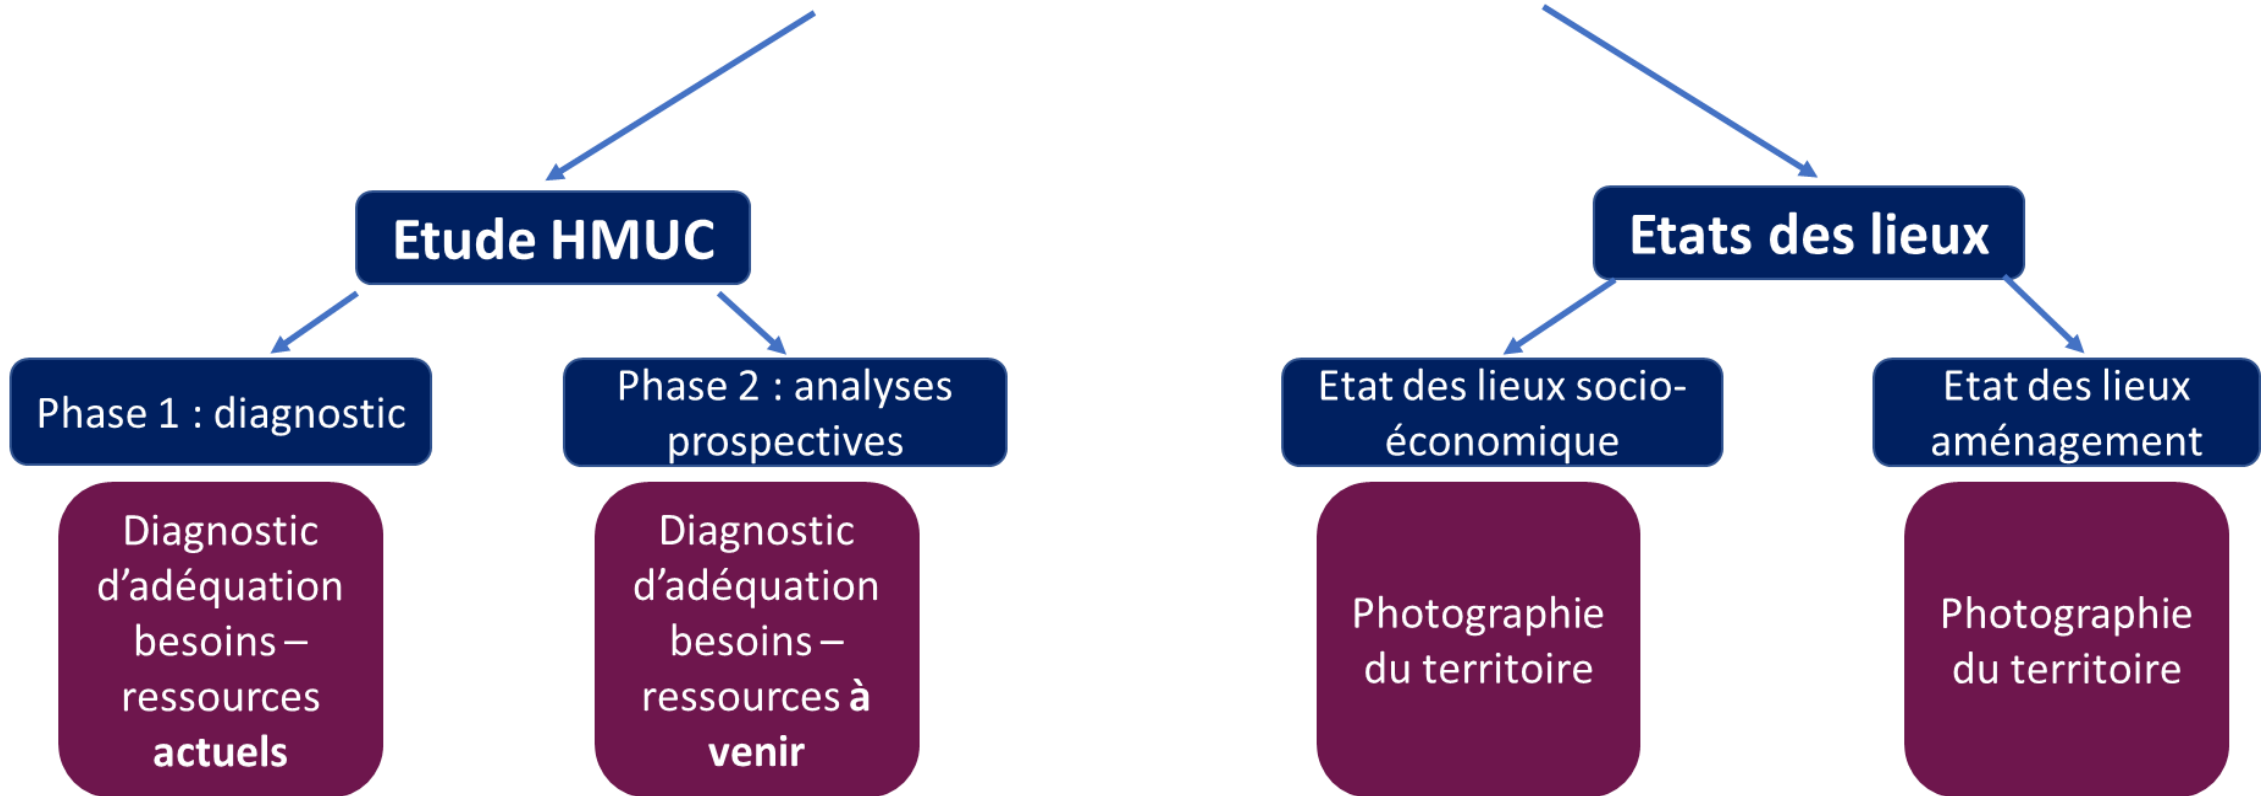 Etude HMUC
Etats des lieux
Phase 1 : diagnostic
Phase 2 : analyses
prospectives
Etat des lieux socio-
économique
Etat des lieux
aménagement
Diagnostic
d’adéquation
besoins –
ressources
actuels
Diagnostic
d’adéquation
besoins –
ressources à
venir
Photographie
du territoire
Photographie
du territoire